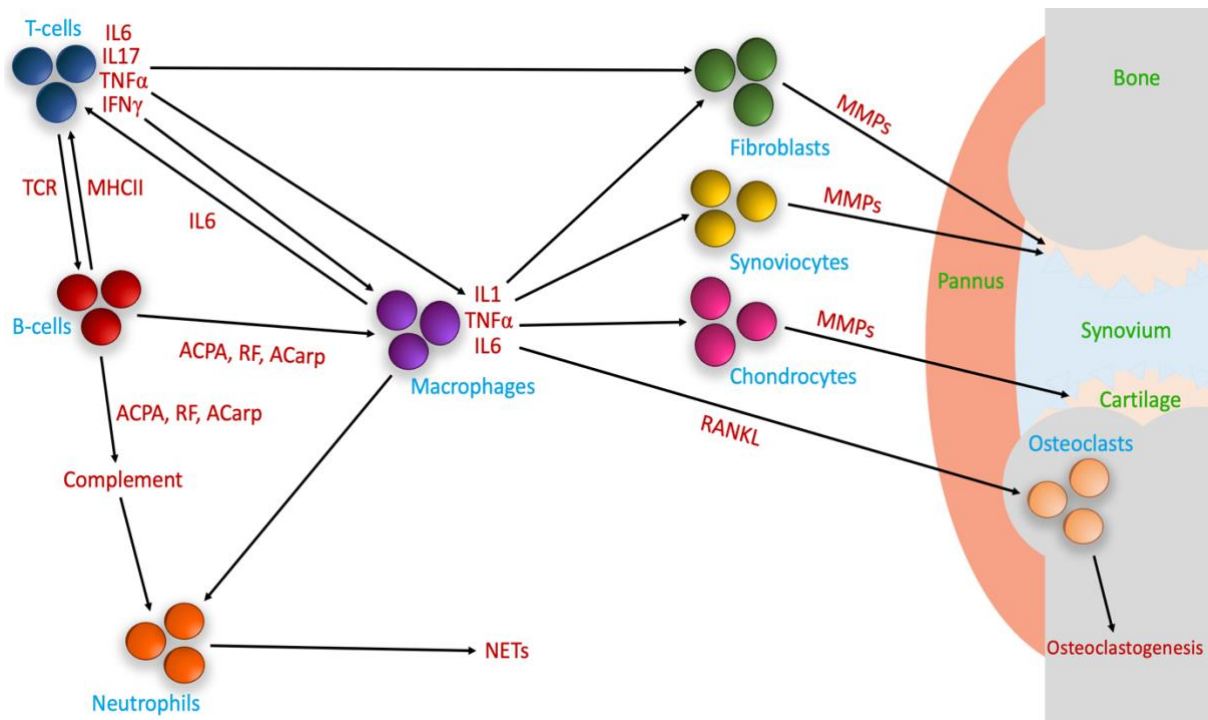 T-cells
IL6
IL17
TNFα
IFNγ
TCR
MHCII
IL6
B-cells
ACPA, RF, ACarp
ACPA, RF, ACarp
Complement
Neutrophils
NETs
Macrophages
IL1
TNFα
IL6
Fibroblasts
MMPs
Synoviocytes
MMPs
Chondrocytes
MMPs
RANKL
Bone
Pannus
Synovium
Cartilage
Osteoclasts
Osteoclastogenesis